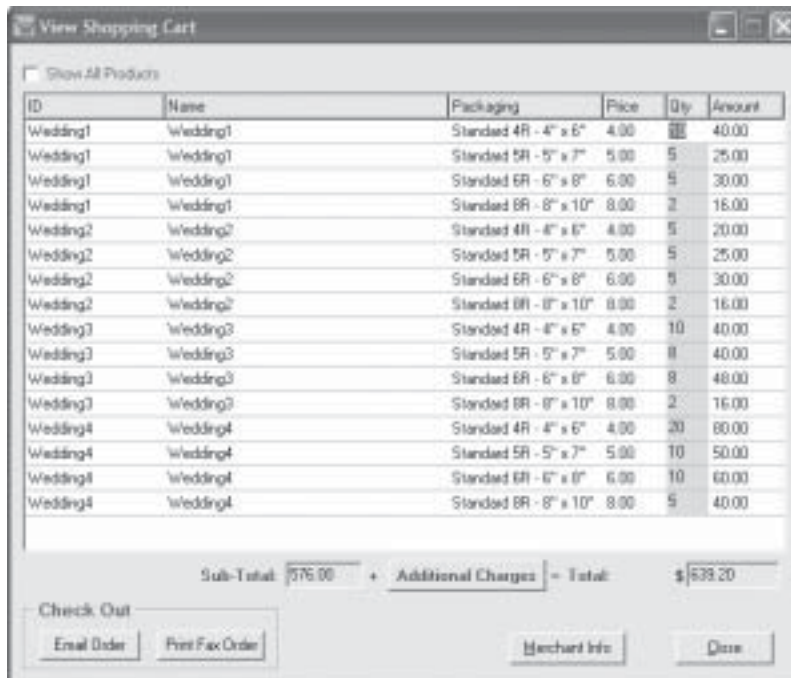 View Shopping Cart
Show All Products
ID Name Packaging Price Qty Amount
Wedding1 Wedding1 Standard 4R - 4" x 6" 4.00 10 40.00
Wedding1 Wedding1 Standard 5R - 5" x 7" 5.00 5 25.00
Wedding1 Wedding1 Standard 6R - 6" x 8" 6.00 5 30.00
Wedding1 Wedding1 Standard 8R - 8" x 10" 8.00 2 16.00
Wedding2 Wedding2 Standard 4R - 4" x 6" 4.00 5 20.00
Wedding2 Wedding2 Standard 5R - 5" x 7" 5.00 5 25.00
Wedding2 Wedding2 Standard 6R - 6" x 8" 6.00 5 30.00
Wedding2 Wedding2 Standard 8R - 8" x 10" 8.00 2 16.00
Wedding3 Wedding3 Standard 4R - 4" x 6" 4.00 10 40.00
Wedding3 Wedding3 Standard 5R - 5" x 7" 5.00 8 40.00
Wedding3 Wedding3 Standard 6R - 6" x 8" 6.00 8 48.00
Wedding3 Wedding3 Standard 8R - 8" x 10" 8.00 2 16.00
Wedding4 Wedding4 Standard 4R - 4" x 6" 4.00 20 80.00
Wedding4 Wedding4 Standard 5R - 5" x 7" 5.00 10 50.00
Wedding4 Wedding4 Standard 6R - 6" x 8" 6.00 10 60.00
Wedding4 Wedding4 Standard 8R - 8" x 10" 8.00 5 40.00
Sub-Total: 576.00 + Additional Charges = Total: $ 639.20
Check Out
Email Order Print Fax Order Merchant Info Close